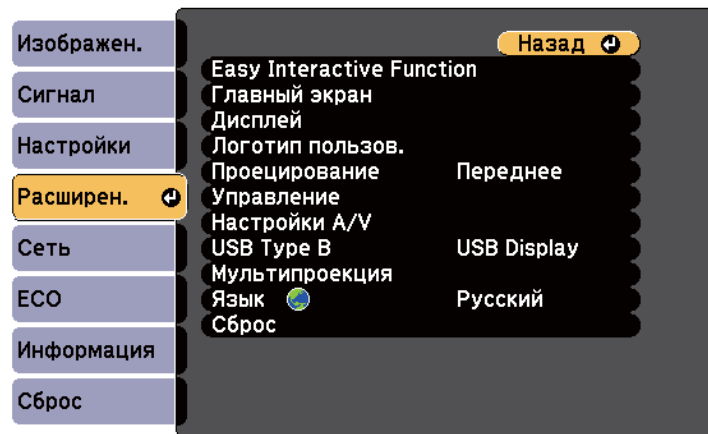 Изображен.
Сигнал
Настройки
Расширен.
Сеть
ECO
Информация
Сброс
Назад
Easy Interactive Function
Главный экран
Дисплей
Логотип пользов.
Проецирование Переднее
Управление
Настройки A/V
USB Type B USB Display
Мультипроекция
Язык Русский
Сброс